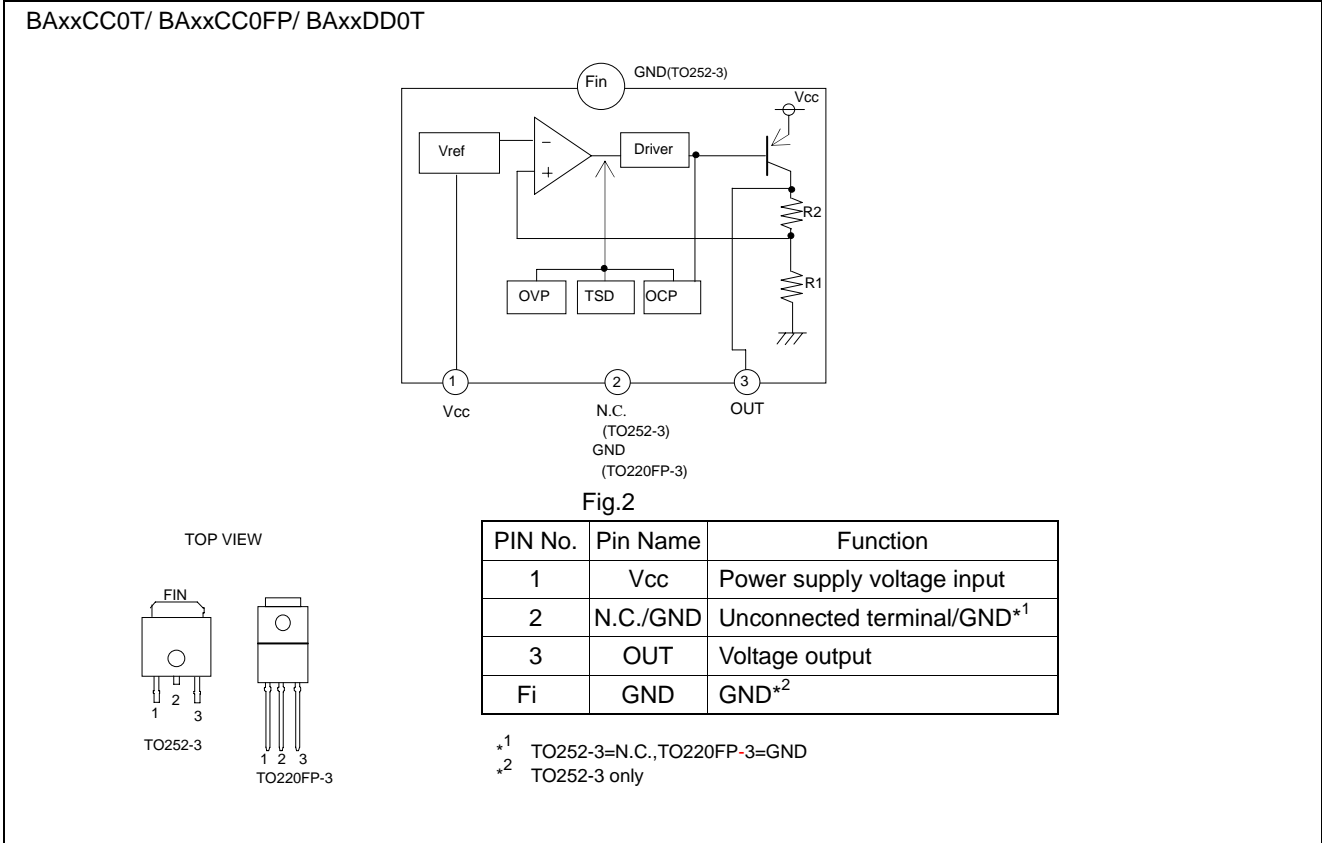 BAxxCC0T/ BAxxCC0FP/ BAxxDD0T
Fin
GND(TO252-3)
Vcc
Vref
−
+
Driver
R2
R1
OVP
TSD
OCP
1
2
3
Vcc
N.C.
(TO252-3)
GND
(TO220FP-3)
OUT
Fig.2
TOP VIEW
FIN
1 2 3
TO252-3
1 2 3
TO220FP-3
PIN No. Pin Name Function
1 Vcc Power supply voltage input
2 N.C./GND Unconnected terminal/GND*1
3 OUT Voltage output
Fi GND GND*2
*1 TO252-3=N.C.,TO220FP-3=GND
*2 TO252-3 only